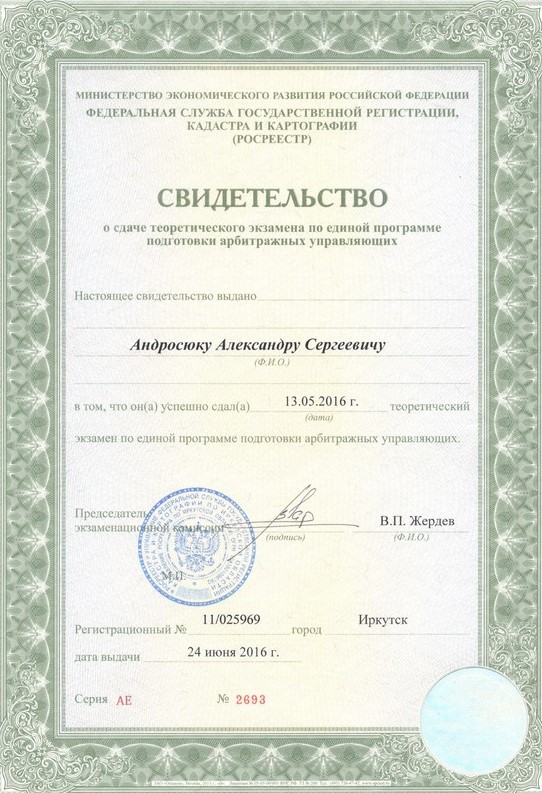 МИНИСТЕРСТВО ЭКОНОМИЧЕСКОГО РАЗВИТИЯ РОССИЙСКОЙ ФЕДЕРАЦИИ
ФЕДЕРАЛЬНАЯ СЛУЖБА ГОСУДАРСТВЕННОЙ РЕГИСТРАЦИИ,
КАДАСТРА И КАРТОГРАФИИ
(РОСРЕЕСТР)
СВИДЕТЕЛЬСТВО
о сдаче теоретического экзамена по единой программе
подготовки арбитражных управляющих
Настоящее свидетельство выдано
Андросюку Александру Сергеевичу
(Ф.И.О.)
в том, что он(а) успешно сдал(а) 13.05.2016 г. теоретический
(дата)
экзамен по единой программе подготовки арбитражных управляющих.
Председатель
экзаменационной комиссии В.П. Жердев
(подпись) (Ф.И.О.)
М.П.
Регистрационный № 11/025969 город Иркутск
дата выдачи 24 июня 2016 г.
Серия АЕ № 2693